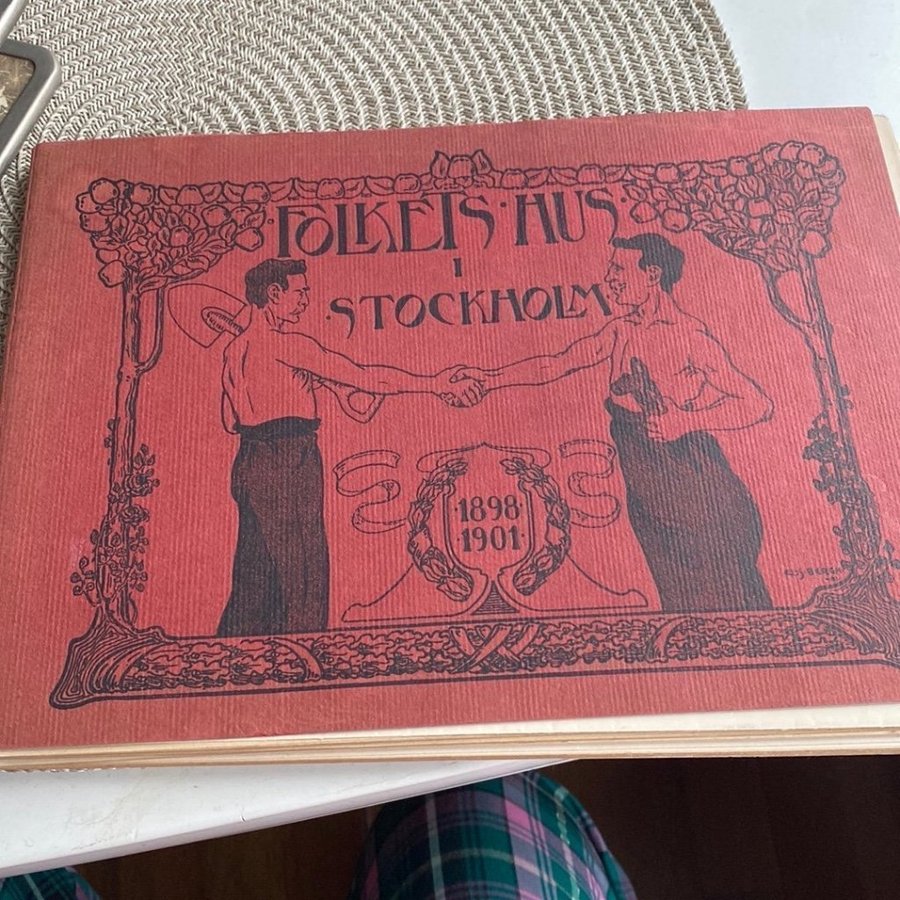 ·FOLKETS·HUS·
I
·STOCKHOLM·
·1898·
·1901·